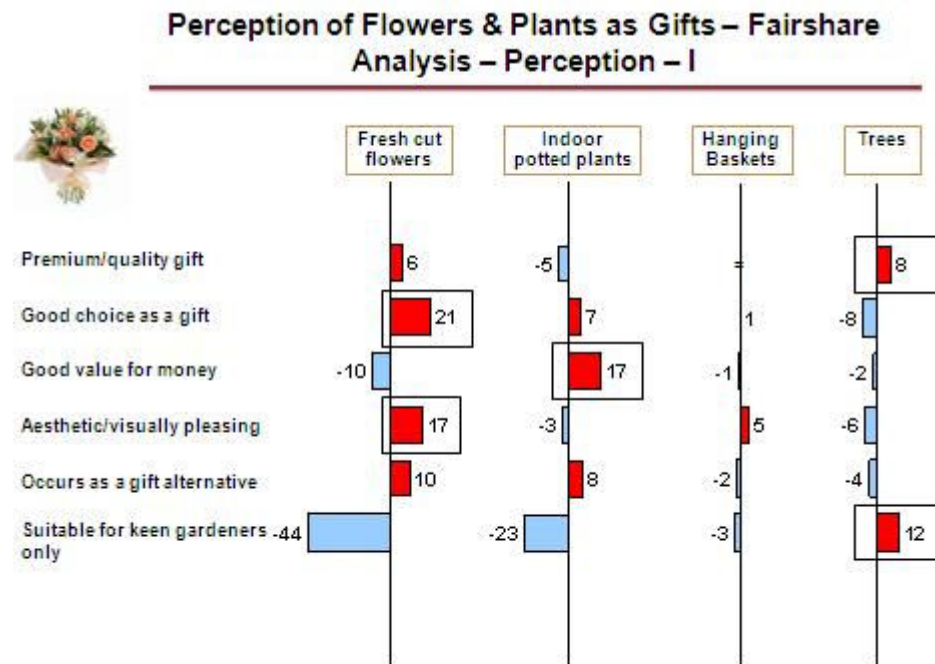 Perception of Flowers & Plants as Gifts – Fairshare
Analysis – Perception – I
Fresh cut
flowers
Indoor
potted plants
Hanging
Baskets
Trees
Premium/quality gift 6 -5 = 8
Good choice as a gift 21 7 1 -8
Good value for money -10 17 -1 -2
Aesthetic/visually pleasing 17 -3 5 -6
Occurs as a gift alternative 10 8 -2 -4
Suitable for keen gardeners -44 -23 -3 12
only